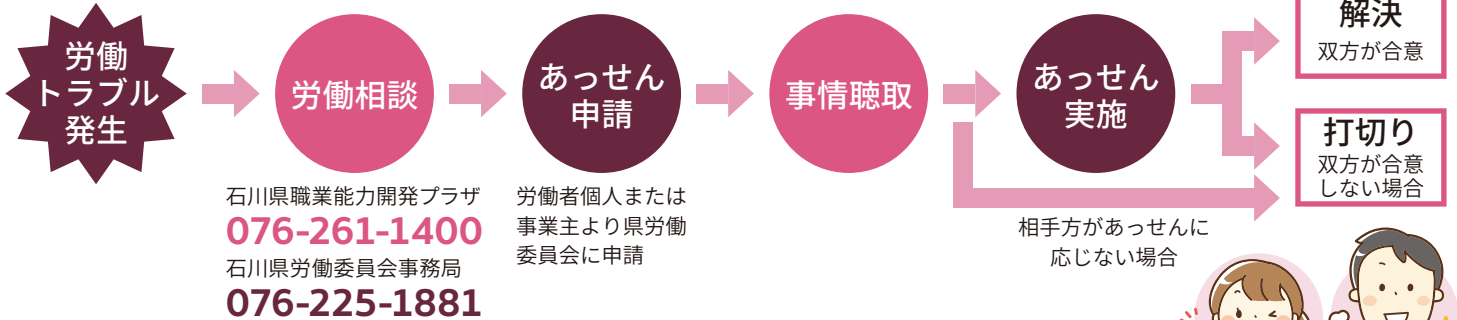 労働
トラブル
発生
労働相談
石川県職業能力開発プラザ
076-261-1400
石川県労働委員会事務局
076-225-1881
あっせん
申請
労働者個人または
事業主より県労働
委員会に申請
事情聴取
あっせん
実施
相手方があっせんに
応じない場合
解決
双方が合意
打切り
双方が合意
しない場合